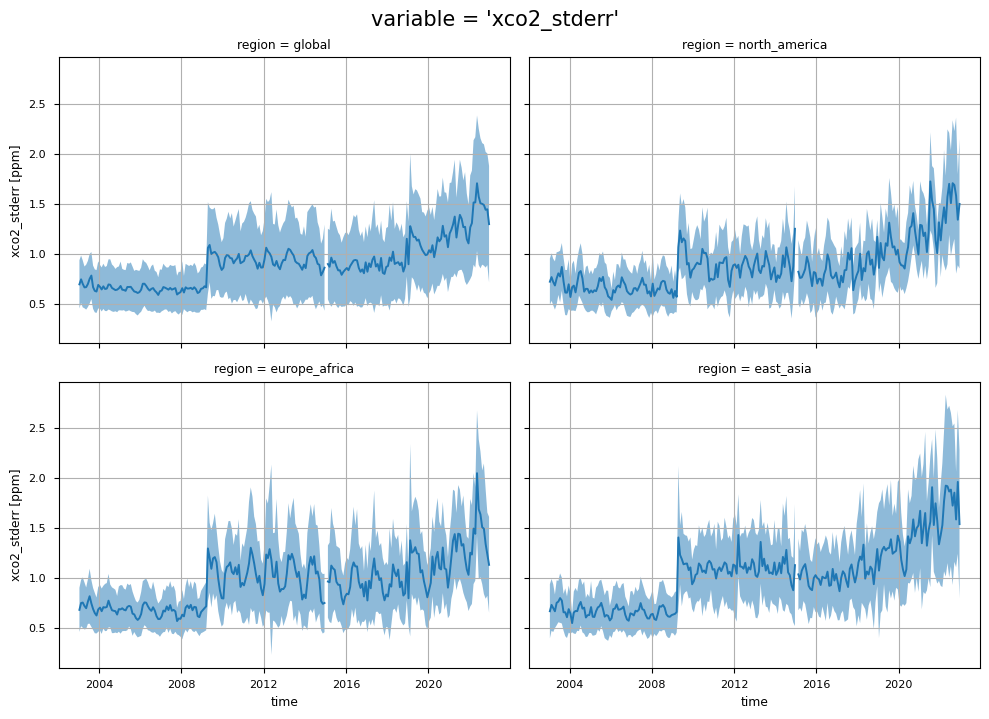 variable = 'xco2_stderr'
region = global
region = north_america
2.5
2.0
1.5
1.0
0.5
xco2_stderr [ppm]
region = europe_africa
region = east_asia
2.5
2.0
1.5
1.0
0.5
xco2_stderr [ppm]
2004 2008 2012 2016 2020
2004 2008 2012 2016 2020
time
time